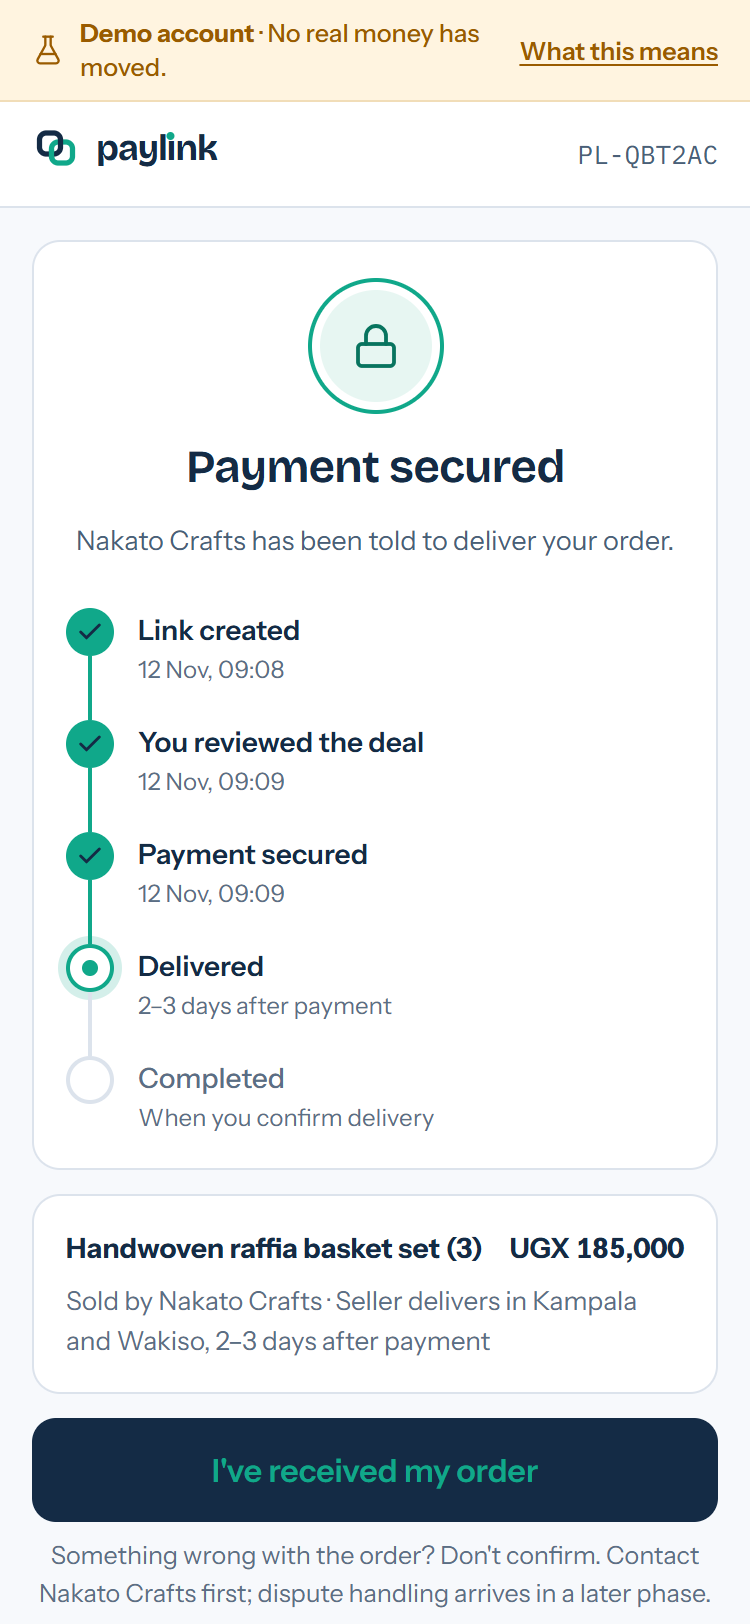 Demo account · No real money has
moved.
What this means
paylink
PL-QBT2AC
Payment secured
Nakato Crafts has been told to deliver your order.
Link created
12 Nov, 09:08
You reviewed the deal
12 Nov, 09:09
Payment secured
12 Nov, 09:09
Delivered
2–3 days after payment
Completed
When you confirm delivery
Handwoven raffia basket set (3) UGX 185,000
Sold by Nakato Crafts · Seller delivers in Kampala
and Wakiso, 2–3 days after payment
I've received my order
Something wrong with the order? Don't confirm. Contact
Nakato Crafts first; dispute handling arrives in a later phase.